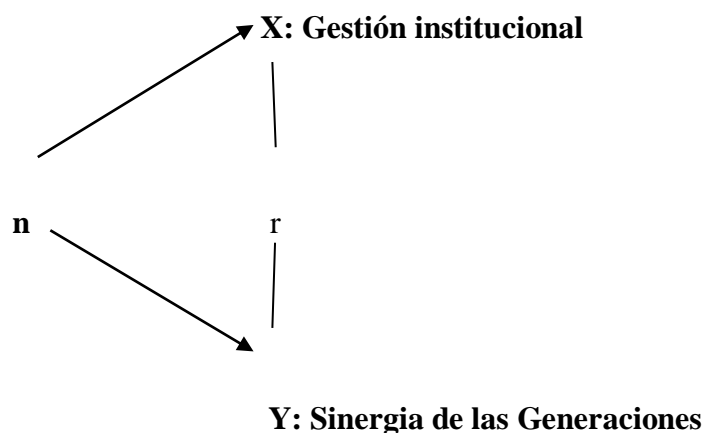 X: Gestión institucional
n
r
Y: Sinergia de las Generaciones